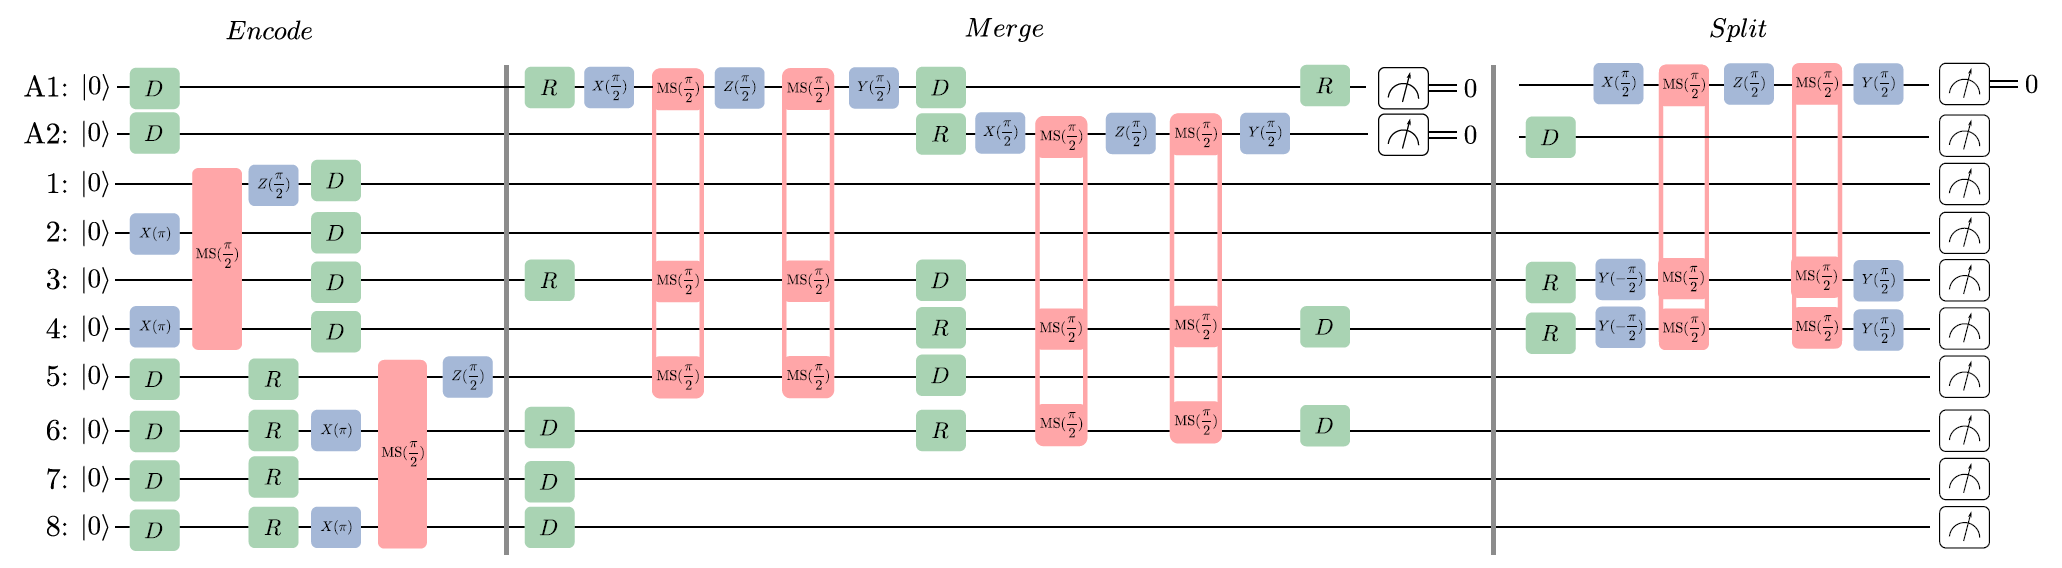 Encode Merge Split
A1: |0⟩ D R X(π/2) MS(π/2) Z(π/2) MS(π/2) Y(π/2) D R 0 X(π/2) MS(π/2) Z(π/2) MS(π/2) Y(π/2) 0
A2: |0⟩ D R X(π/2) MS(π/2) Z(π/2) MS(π/2) Y(π/2) 0 D
1: |0⟩ MS(π/2) Z(π/2) D
2: |0⟩ X(π) D
3: |0⟩ D R MS(π/2) MS(π/2) D R Y(−π/2) MS(π/2) MS(π/2) Y(π/2)
4: |0⟩ X(π) D R MS(π/2) MS(π/2) D R Y(−π/2) MS(π/2) MS(π/2) Y(π/2)
5: |0⟩ D R MS(π/2) Z(π/2) MS(π/2) MS(π/2) D
6: |0⟩ D R X(π) D R MS(π/2) MS(π/2) D
7: |0⟩ D R D
8: |0⟩ D R X(π) D